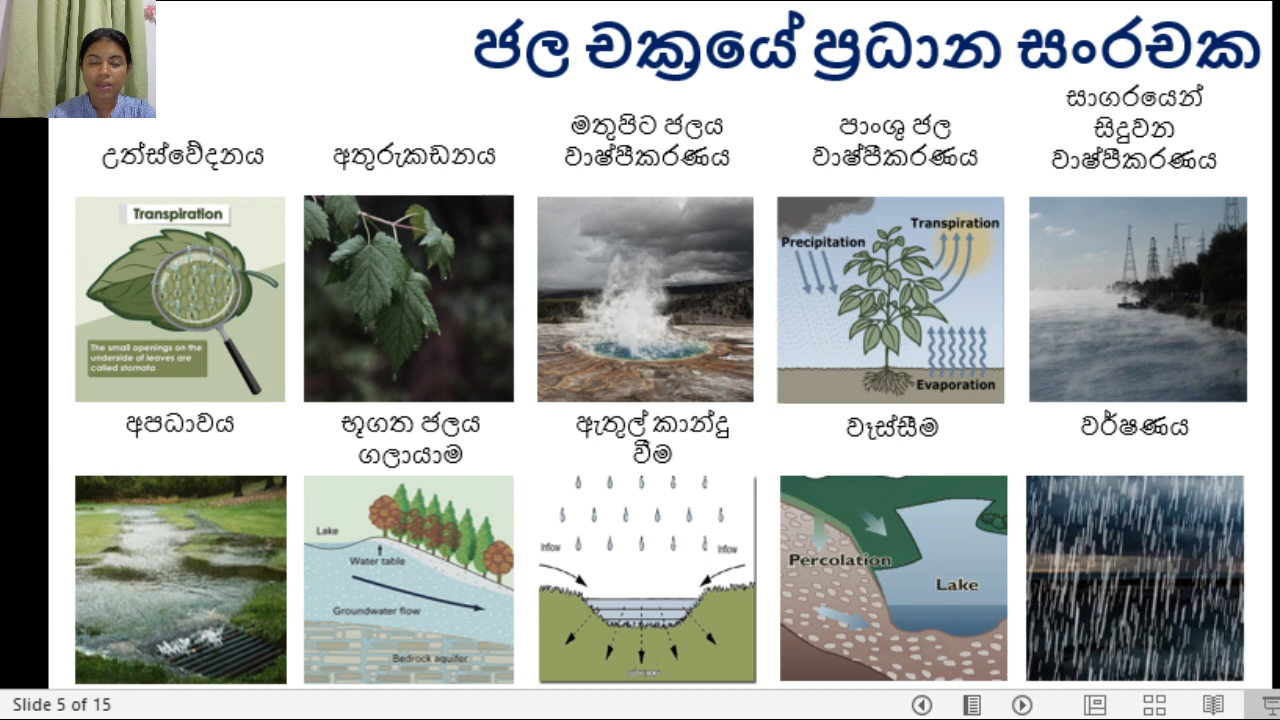 ජල චක්‍රයේ ප්‍රධාන සංරචක
උත්ස්වේදනය
අතුරුකඩනය
මතුපිට ජලය
වාෂ්පීකරණය
පාංශු ජල
වාෂ්පීකරණය
සාගරයෙන්
සිදුවන
වාෂ්පීකරණය
Transpiration
The small openings on the
underside of leaves are
called stomata
Precipitation
Transpiration
Evaporation
අපධාවය
භූගත ජලය
ගලායාම
ඇතුල් කාන්දු
වීම
වෑස්සීම
වර්ෂණය
Lake
Water table
Groundwater flow
Bedrock aquifer
Inflow
Inflow
Percolation
Lake
Slide 5 of 15